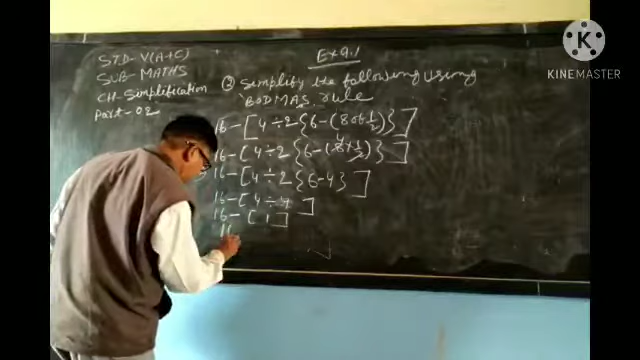 STD-V(A+C)
SUB-MATHS
CH-Simplification
Part-02
Ex 9.1
② Simplify the following using
BODMAS rule
16-[4÷2{6-(8 of 1/2)}]
16-[4÷2{6-(8×1/2)}]
16-[4÷2{6-4}]
16-[4÷4]
16-[1]
16
KINEMASTER